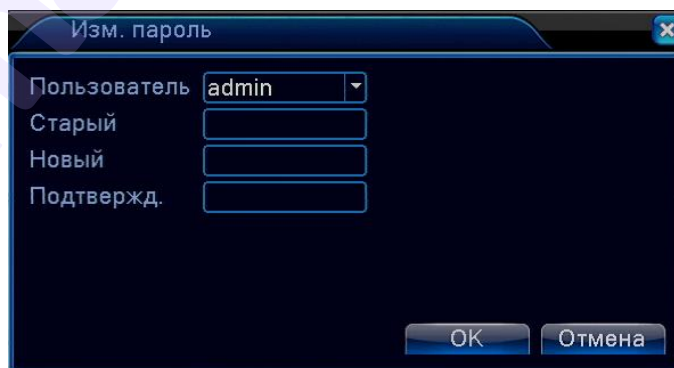 Изм. пароль
Пользователь admin
Старый
Новый
Подтвержд.
OK Отмена